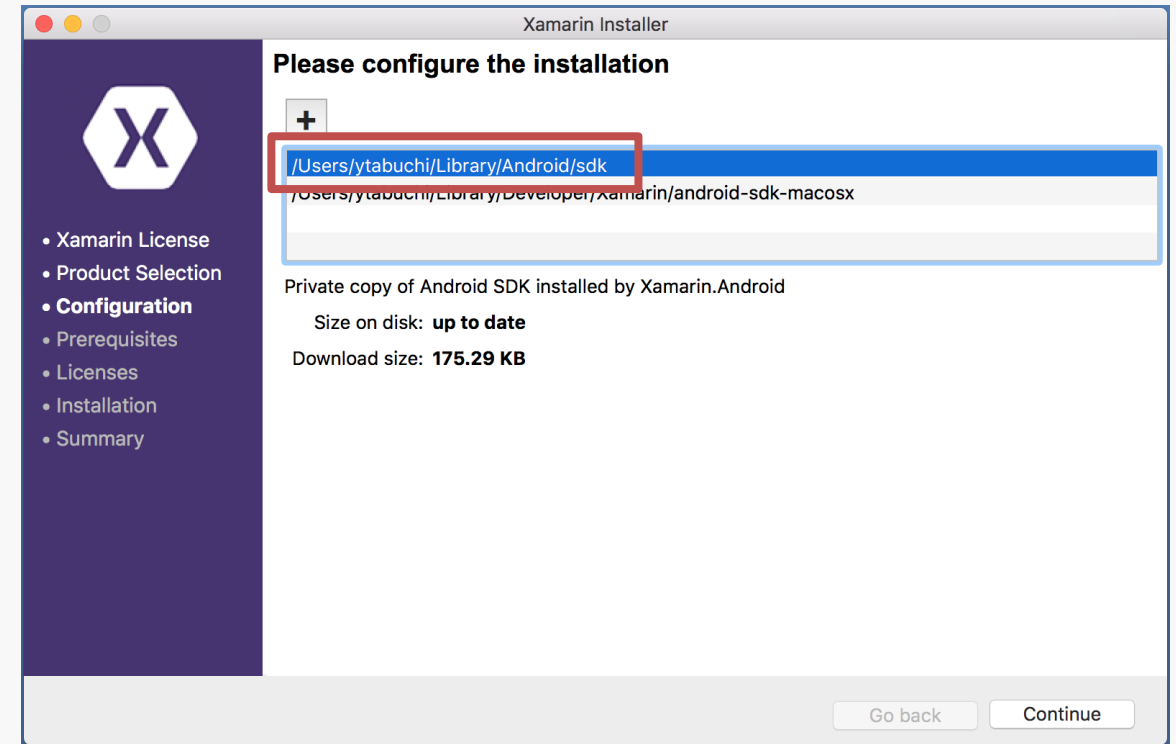 Xamarin Installer
Please configure the installation
+
/Users/ytabuchi/Library/Android/sdk
/Users/ytabuchi/Library/Developer/Xamarin/android-sdk-macosx
Private copy of Android SDK installed by Xamarin.Android
Size on disk: up to date
Download size: 175.29 KB
• Xamarin License
• Product Selection
• Configuration
• Prerequisites
• Licenses
• Installation
• Summary
Go back
Continue